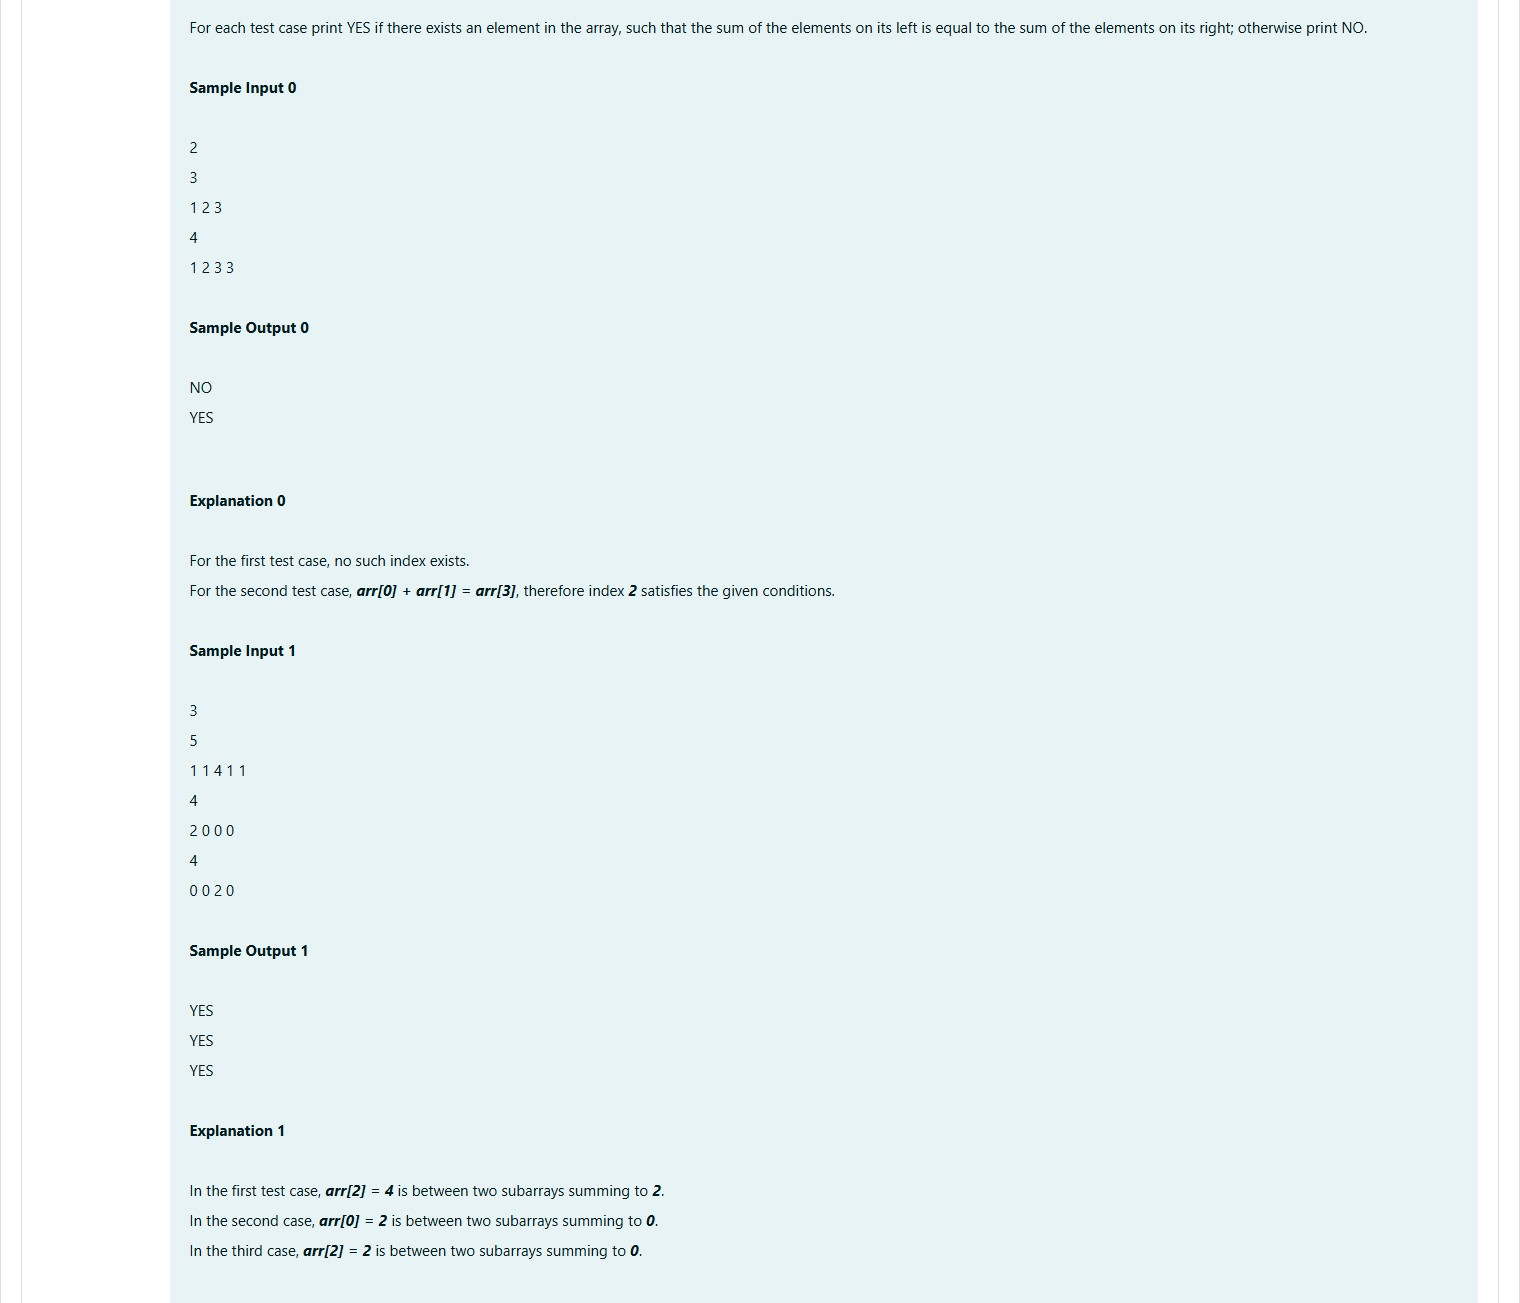 For each test case print YES if there exists an element in the array, such that the sum of the elements on its left is equal to the sum of the elements on its right; otherwise print NO.
Sample Input 0
2
3
1 2 3
4
1 2 3 3
Sample Output 0
NO
YES
Explanation 0
For the first test case, no such index exists.
For the second test case, arr[0] + arr[1] = arr[3], therefore index 2 satisfies the given conditions.
Sample Input 1
3
5
1 1 4 1 1
4
2 0 0 0
4
0 0 2 0
Sample Output 1
YES
YES
YES
Explanation 1
In the first test case, arr[2] = 4 is between two subarrays summing to 2.
In the second case, arr[0] = 2 is between two subarrays summing to 0.
In the third case, arr[2] = 2 is between two subarrays summing to 0.